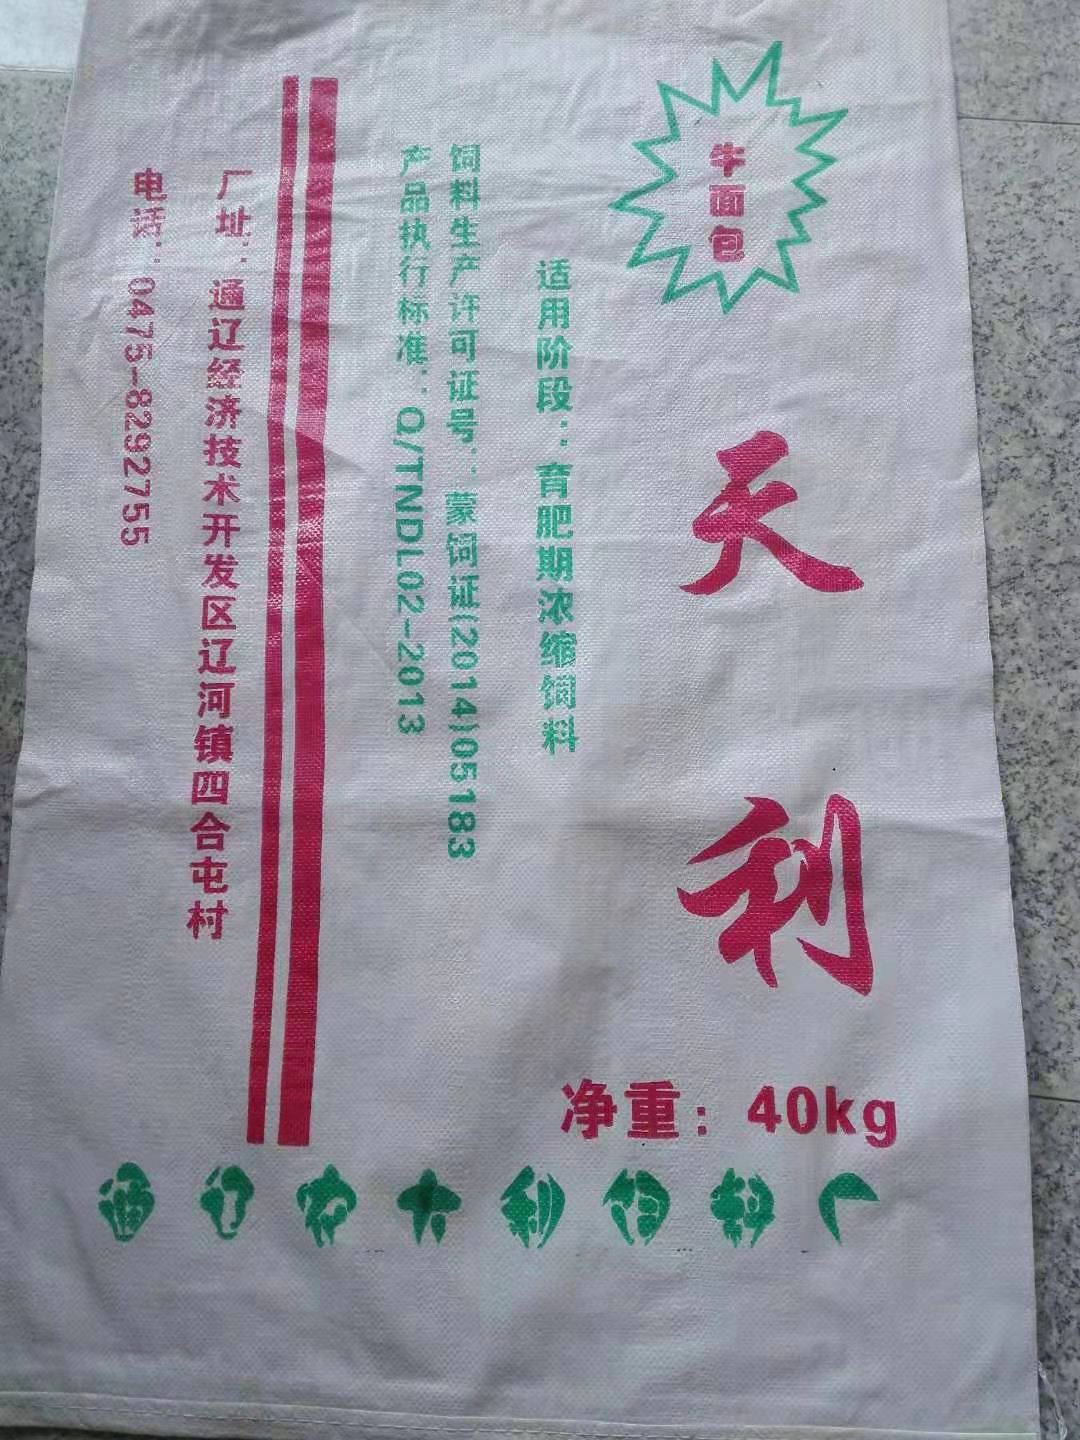 牛面包
天利
适用阶段：育肥期浓缩饲料
饲料生产许可证号：蒙饲证(2014)05183
产品执行标准：Q/TNDL02-2013
厂址：通辽经济技术开发区辽河镇四合屯村
电话：0475-8292755
净重：40kg
通辽农大利饲料厂